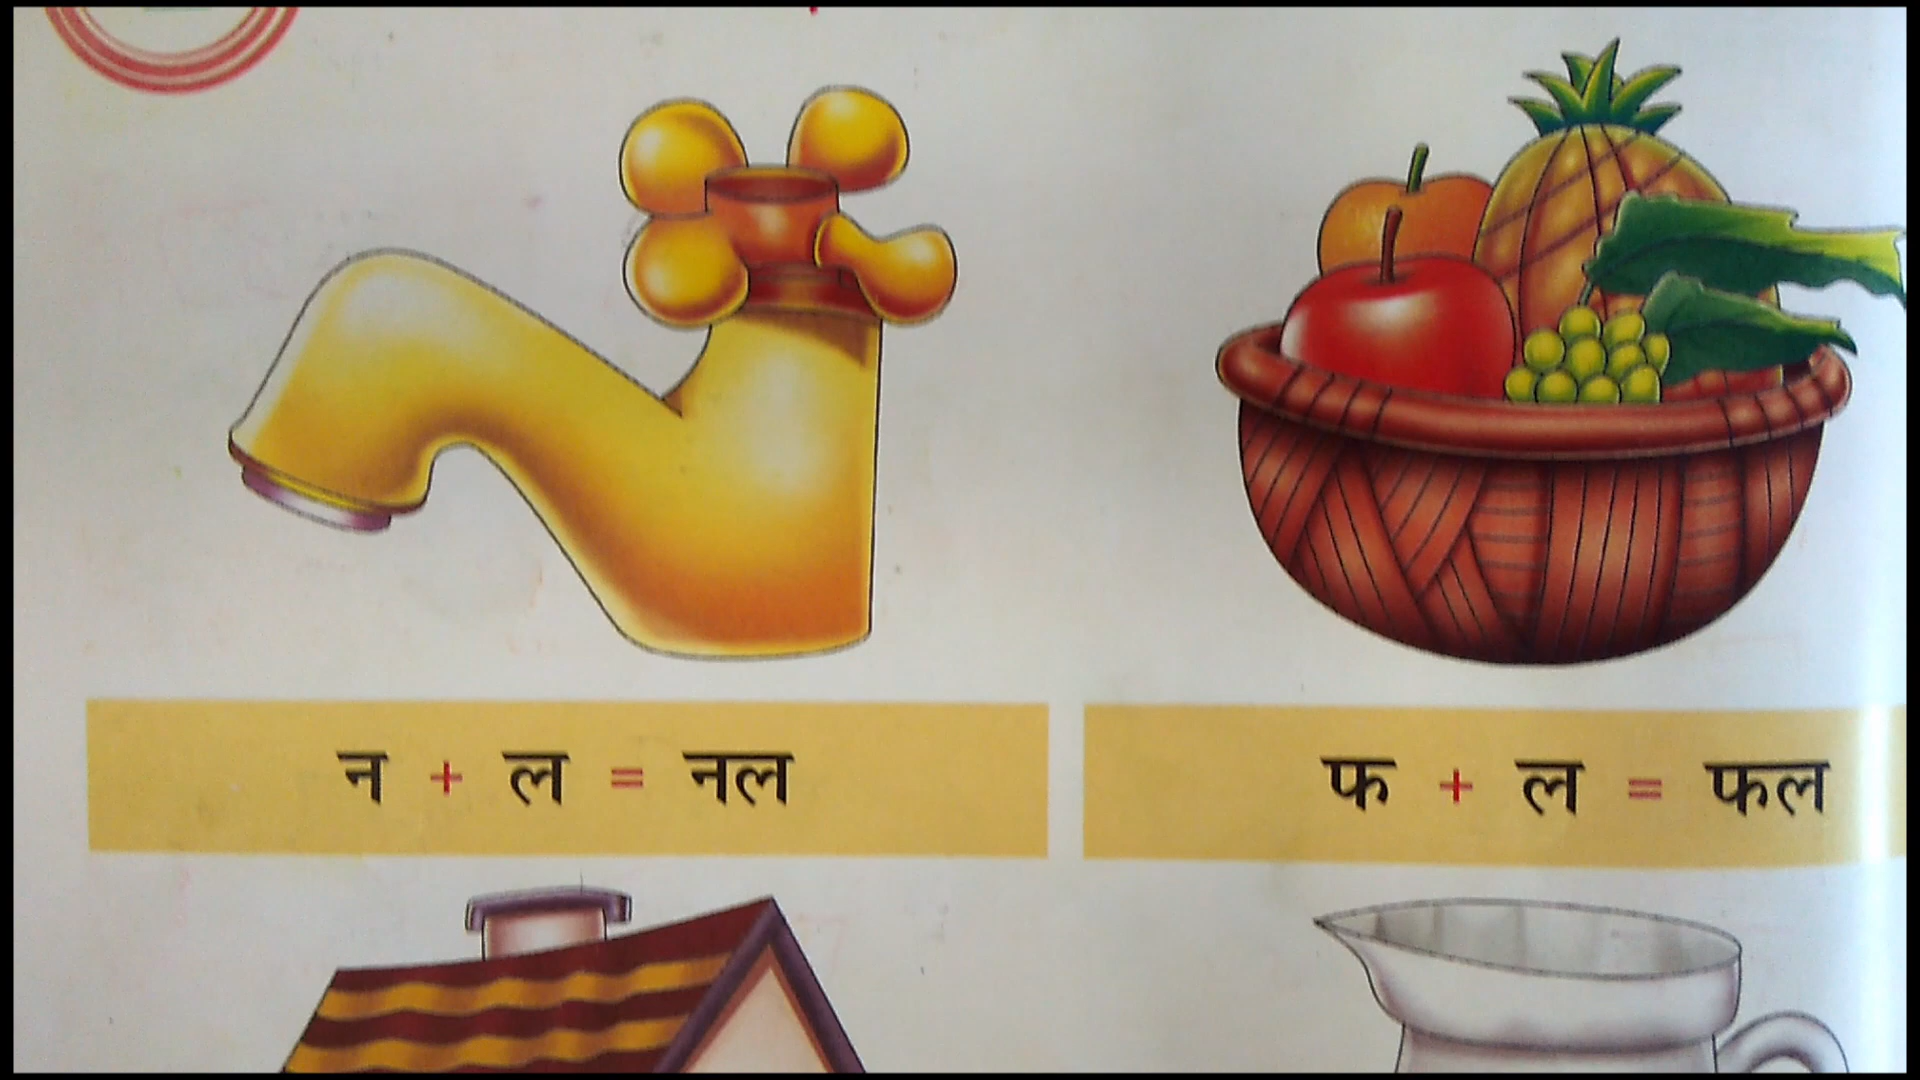 न + ल = नल
फ + ल = फल